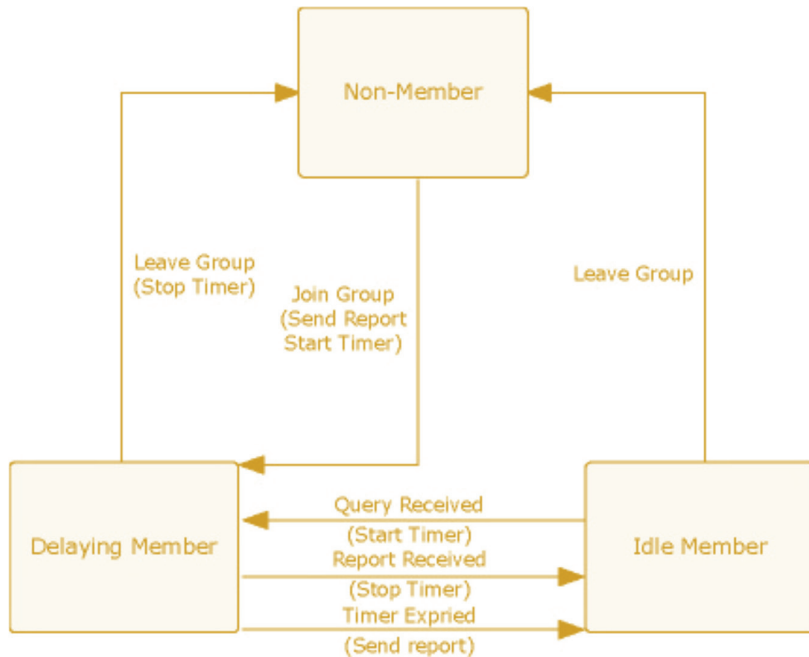 Non-Member
Leave Group
(Stop Timer)
Join Group
(Send Report
Start Timer)
Leave Group
Delaying Member
Query Received
(Start Timer)
Report Received
(Stop Timer)
Timer Expried
(Send report)
Idle Member